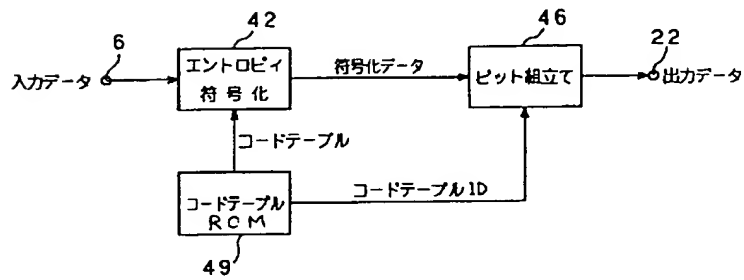 42
46
6
22
入力データ
エントロピィ
符号化
符号化データ
ビット組立て
出力データ
コードテーブル
コードテーブルID
コードテーブル
ROM
49